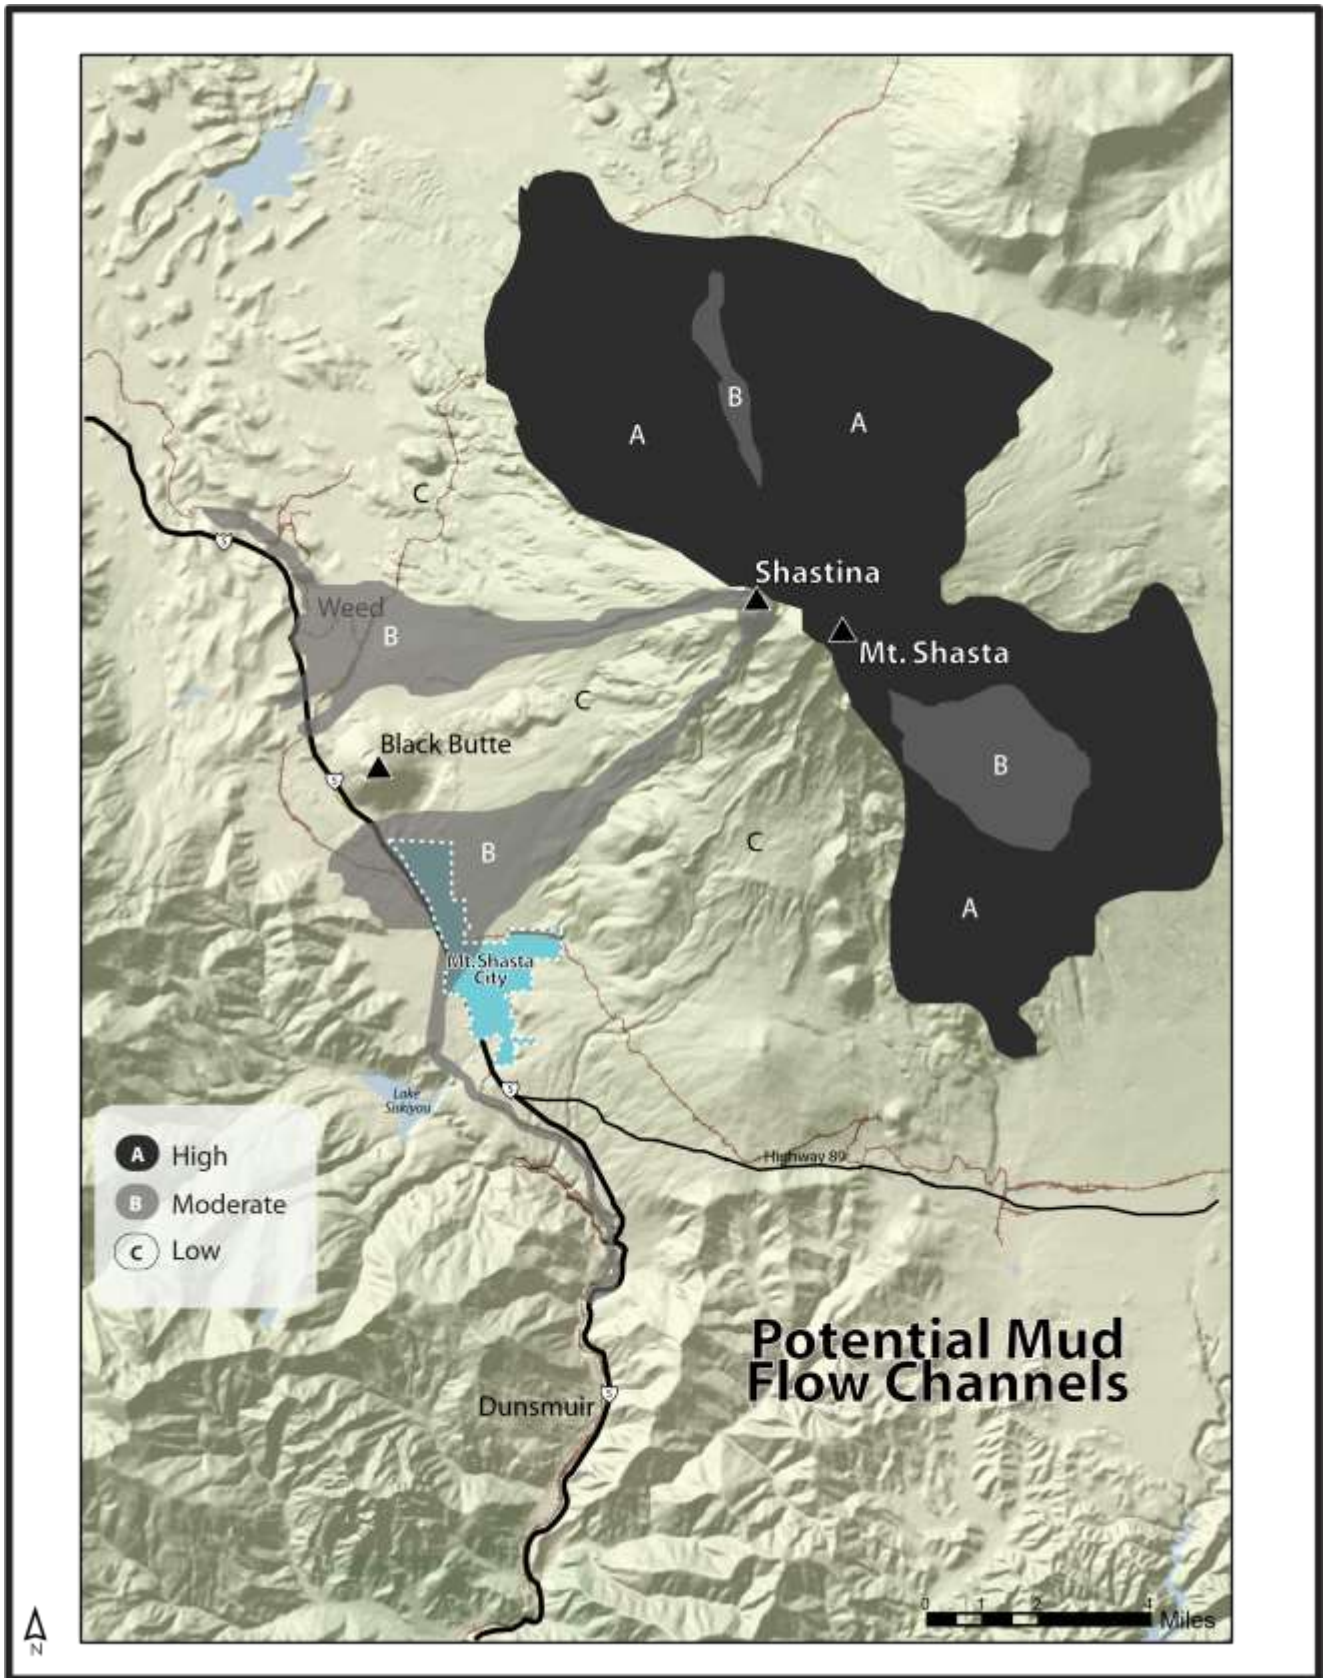 B
A
A
C
5
Shastina
Weed
B
Mt. Shasta
C
Black Butte
B
5
C
B
A
Mt. Shasta
City
5
Lake
Siskiyou
A High
Highway 89
B Moderate
C Low
Potential Mud
Flow Channels
5
Dunsmuir
0 1 2 4
Miles
N